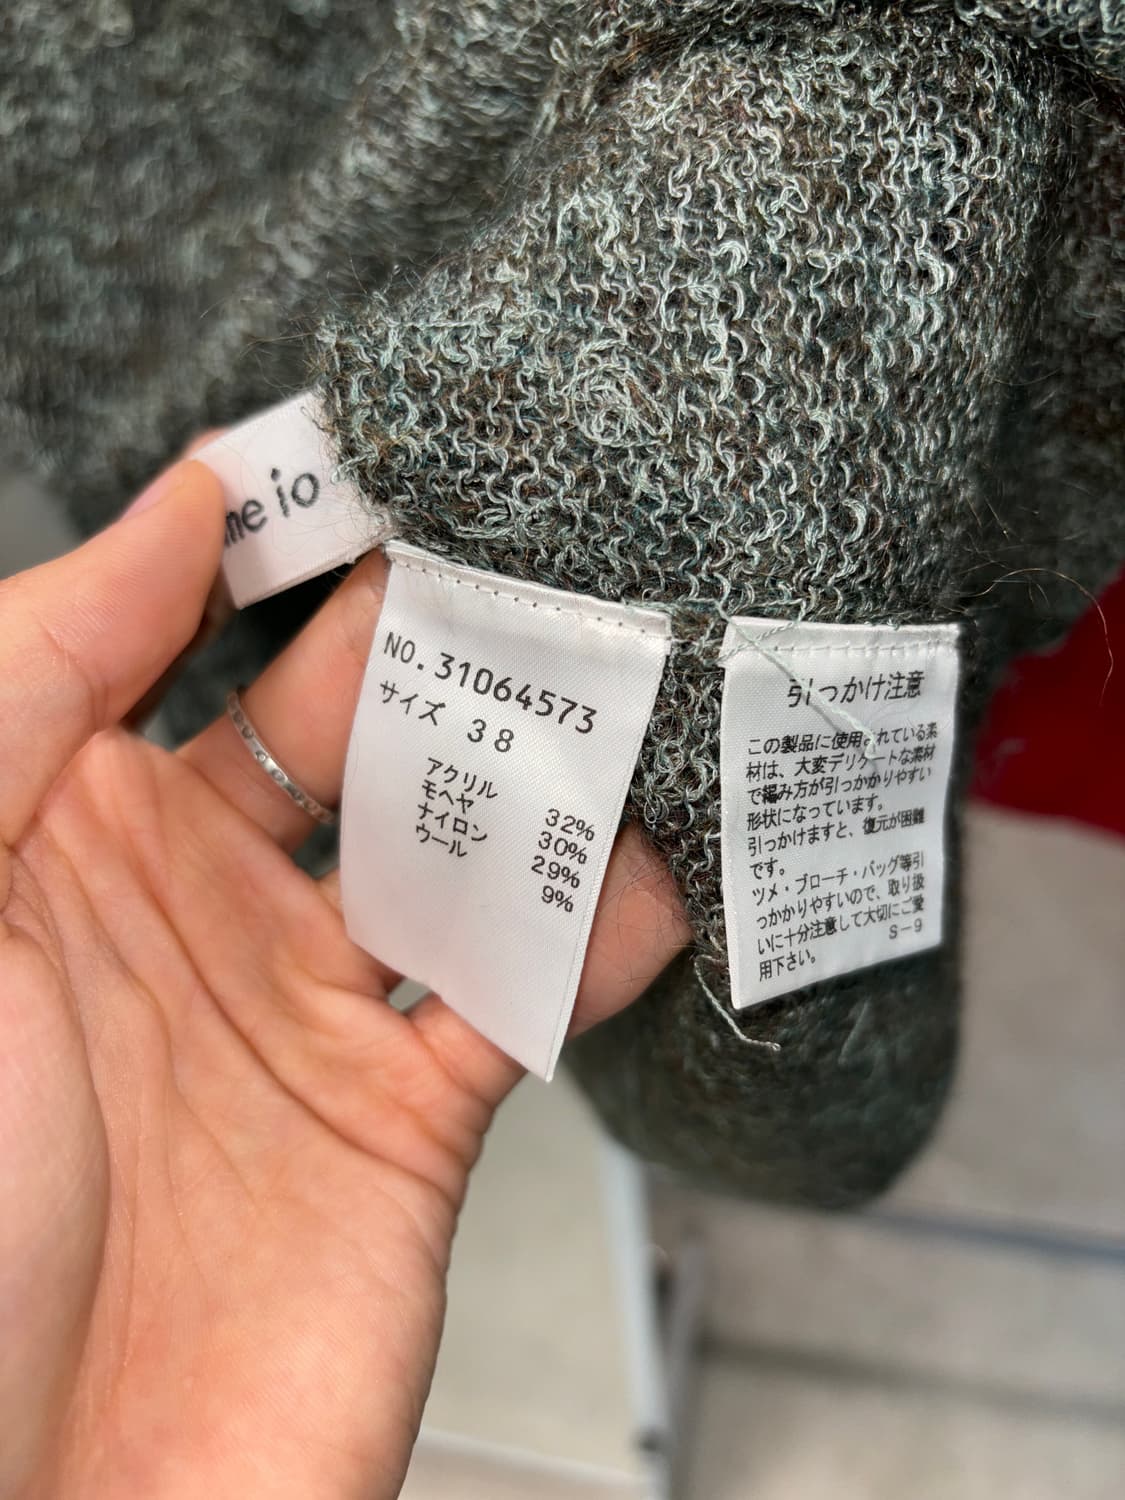 me io
NO.31064573
サイズ 38
アクリル 32%
モヘヤ 30%
ナイロン 29%
ウール 9%
引っかけ注意
この製品に使用されている素
材は、大変デリケートな素材
で編み方が引っかかりやすい
形状になっています。
引っかけますと、復元が困難
です。
ツメ・ブローチ・バッグ等引
っかかりやすいので、取り扱
いに十分注意して大切にご愛
用下さい。
S-9